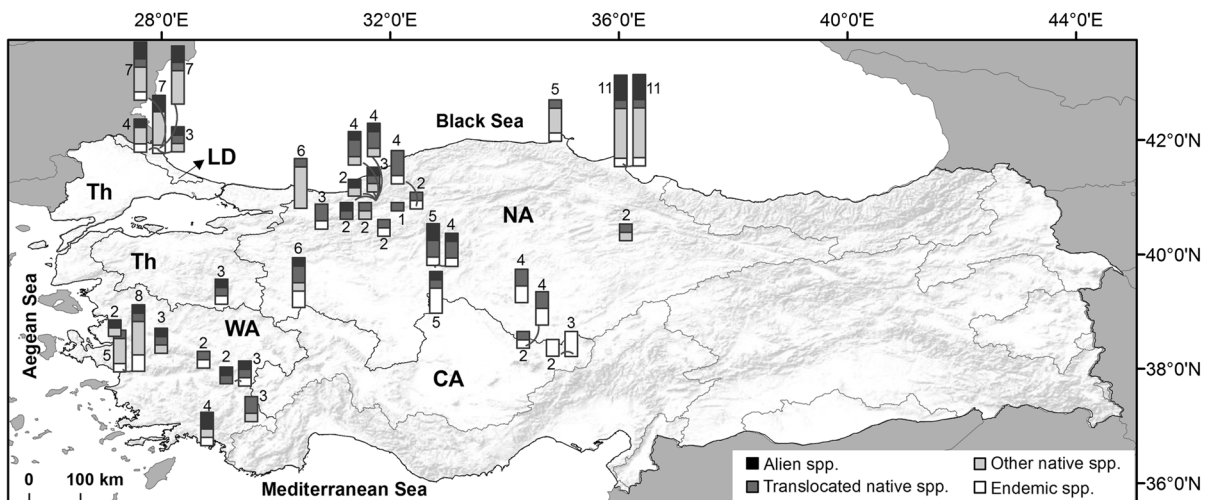 28°0'E 32°0'E 36°0'E 40°0'E 44°0'E
7 7 7
4 3
5 11 11
Black Sea
42°0'N
LD
Th
6 4 4 4
2 3 2
3 2 2 1
2
NA
2
5 4
40°0'N
Th
3 6
5
4 4
Aegean Sea
2 8 3
5
WA
2 2 3
3
2 2 3
CA
38°0'N
4
0 100 km
Mediterranean Sea
Alien spp.
Translocated native spp.
Other native spp.
Endemic spp.
36°0'N